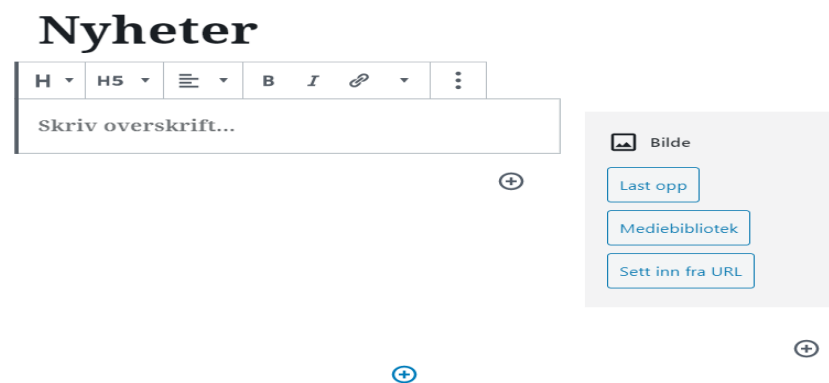 Nyheter
H H5 B I
Skriv overskrift...
Bilde
Last opp
Mediebibliotek
Sett inn fra URL